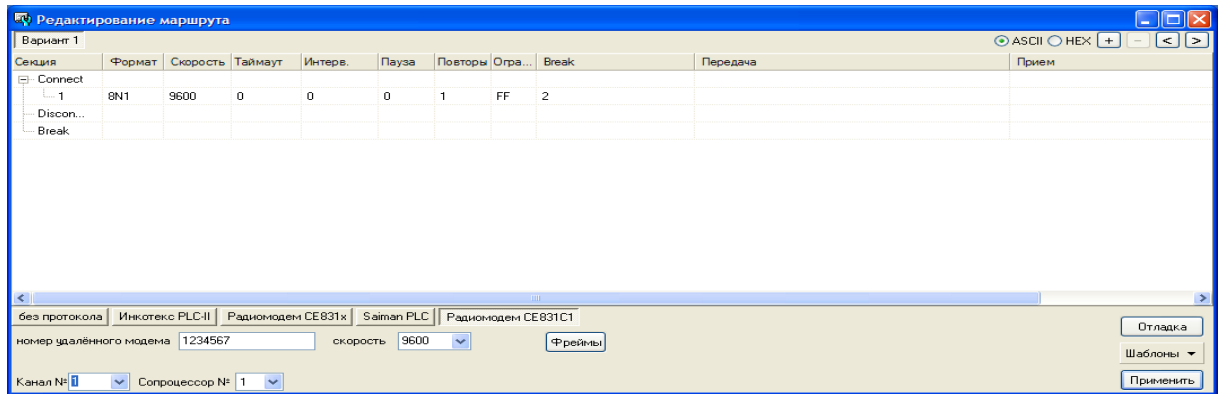 Редактирование маршрута
Вариант 1 ASCII HEX + - < >
Секция Формат Скорость Таймаут Интерв. Пауза Повторы Огра... Break Передача Прием
Connect
1 8N1 9600 0 0 0 1 FF 2
Discon...
Break
без протокола Инкотекс PLC-II Радиомодем CE831x Saiman PLC Радиомодем CE831C1
Отладка
номер удалённого модема 1234567 скорость 9600 Фреймы
Шаблоны
Канал № 1 Сопроцессор № 1 Применить